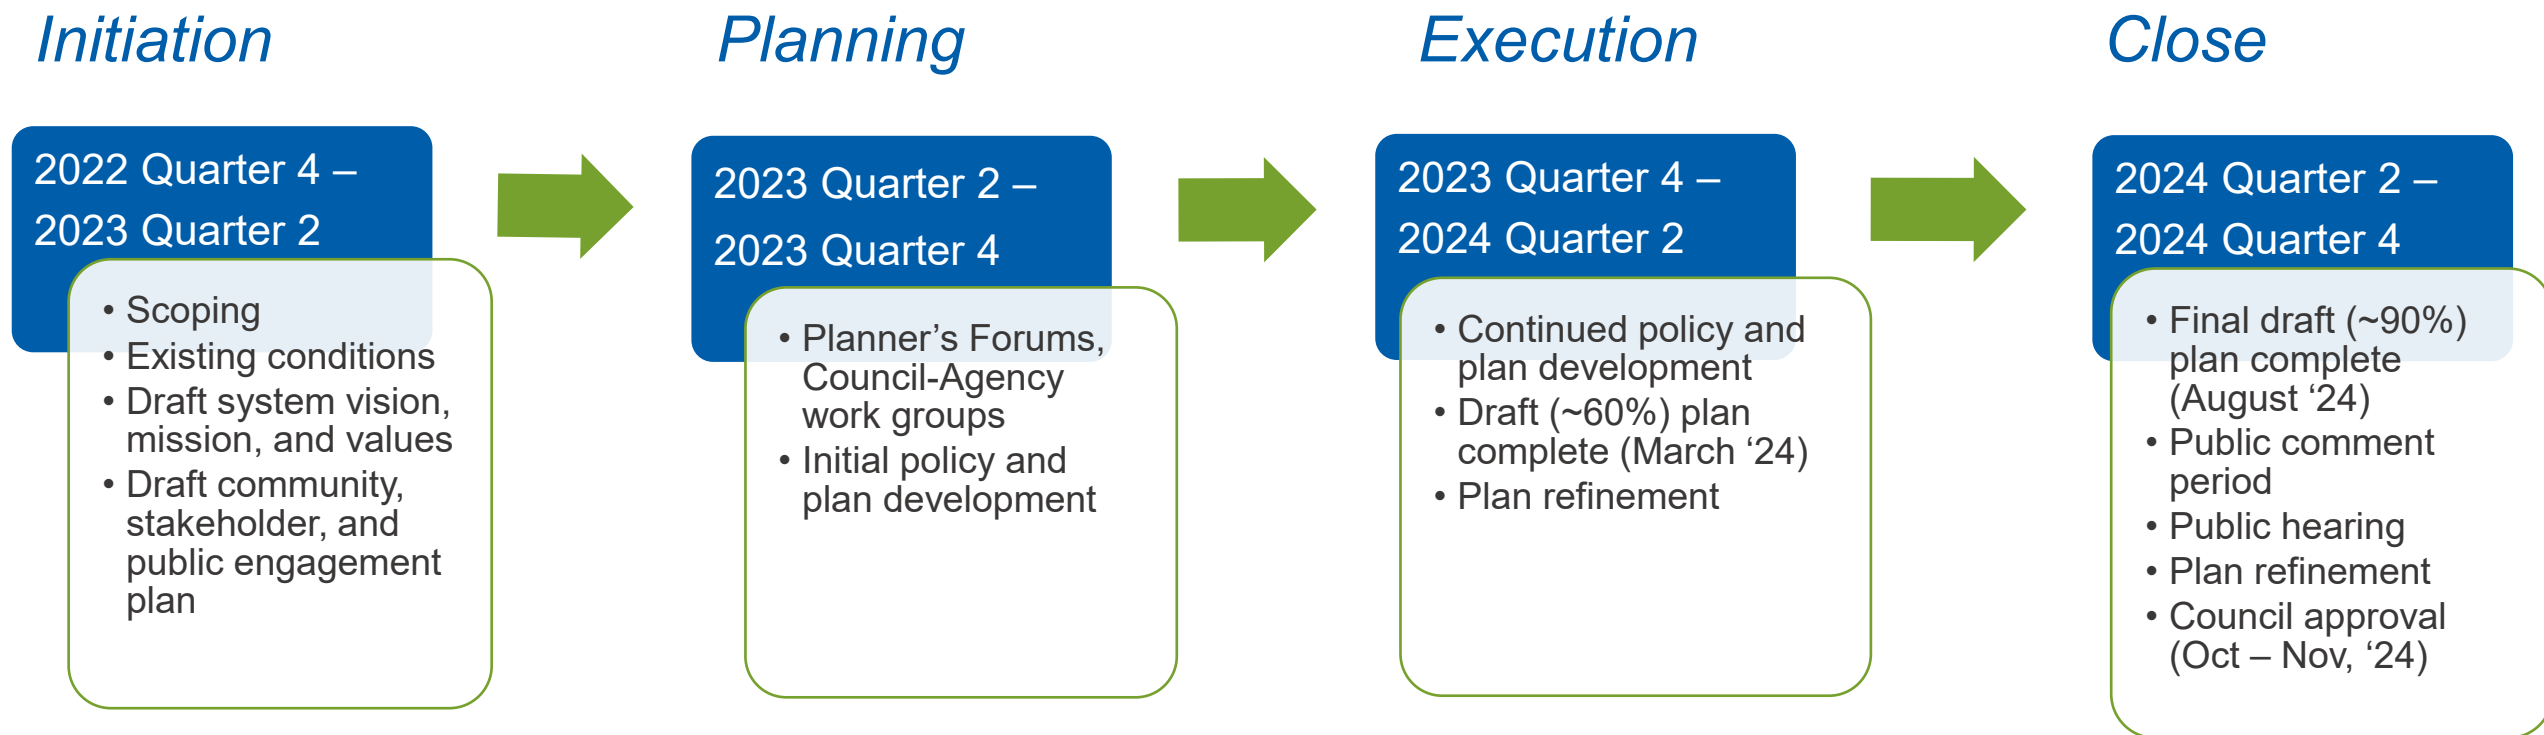 Initiation
2022 Quarter 4 –
2023 Quarter 2
• Scoping
• Existing conditions
• Draft system vision,
mission, and values
• Draft community,
stakeholder, and
public engagement
plan
Planning
2023 Quarter 2 –
2023 Quarter 4
• Planner’s Forums,
Council-Agency
work groups
• Initial policy and
plan development
Execution
2023 Quarter 4 –
2024 Quarter 2
• Continued policy and
plan development
• Draft (~60%) plan
complete (March ‘24)
• Plan refinement
Close
2024 Quarter 2 –
2024 Quarter 4
• Final draft (~90%)
plan complete
(August ‘24)
• Public comment
period
• Public hearing
• Plan refinement
• Council approval
(Oct – Nov, ‘24)